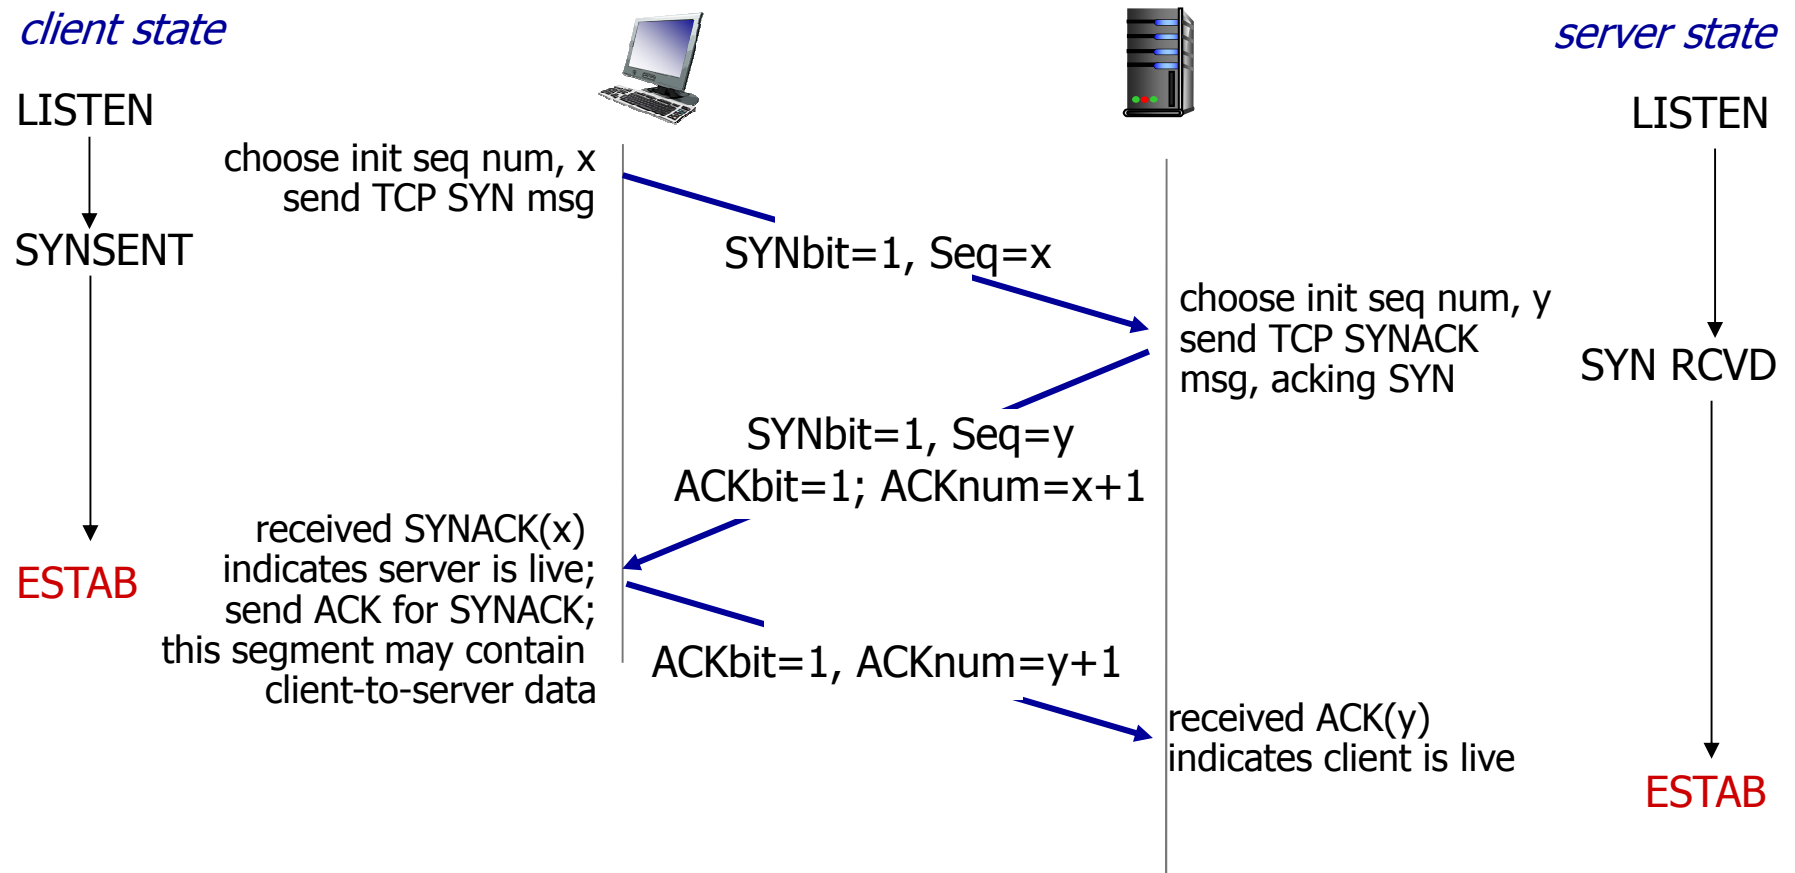 client state
server state
LISTEN
LISTEN
choose init seq num, x
send TCP SYN msg
SYNSENT
SYNbit=1, Seq=x
choose init seq num, y
send TCP SYNACK
msg, acking SYN
SYN RCVD
SYNbit=1, Seq=y
ACKbit=1; ACKnum=x+1
received SYNACK(x)
indicates server is live;
send ACK for SYNACK;
this segment may contain
client-to-server data
ESTAB
ACKbit=1, ACKnum=y+1
received ACK(y)
indicates client is live
ESTAB